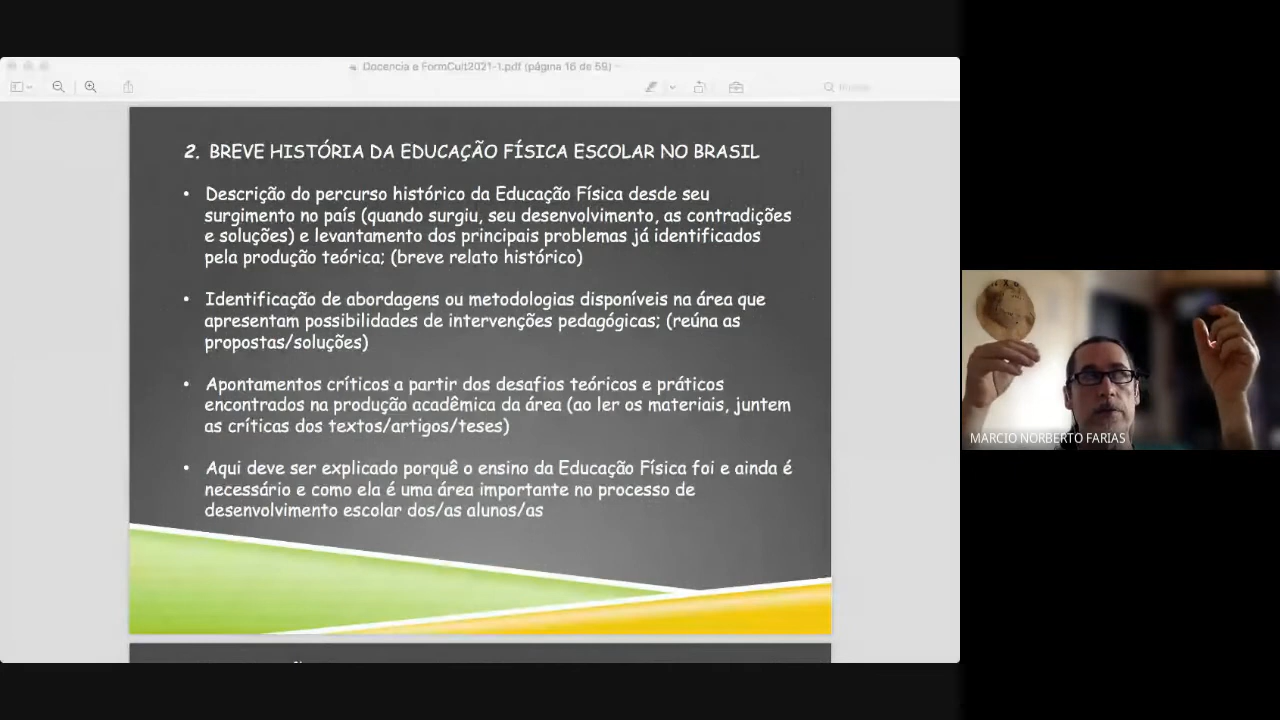 Docencia e FormCult2021-1.pdf (página 16 de 59)
2. BREVE HISTÓRIA DA EDUCAÇÃO FÍSICA ESCOLAR NO BRASIL
• Descrição do percurso histórico da Educação Física desde seu
surgimento no país (quando surgiu, seu desenvolvimento, as contradições
e soluções) e levantamento dos principais problemas já identificados
pela produção teórica; (breve relato histórico)
• Identificação de abordagens ou metodologias disponíveis na área que
apresentam possibilidades de intervenções pedagógicas; (reúna as
propostas/soluções)
• Apontamentos críticos a partir dos desafios teóricos e práticos
encontrados na produção acadêmica da área (ao ler os materiais, juntem
as críticas dos textos/artigos/teses)
• Aqui deve ser explicado porquê o ensino da Educação Física foi e ainda é
necessário e como ela é uma área importante no processo de
desenvolvimento escolar dos/as alunos/as
MARCIO NORBERTO FARIAS